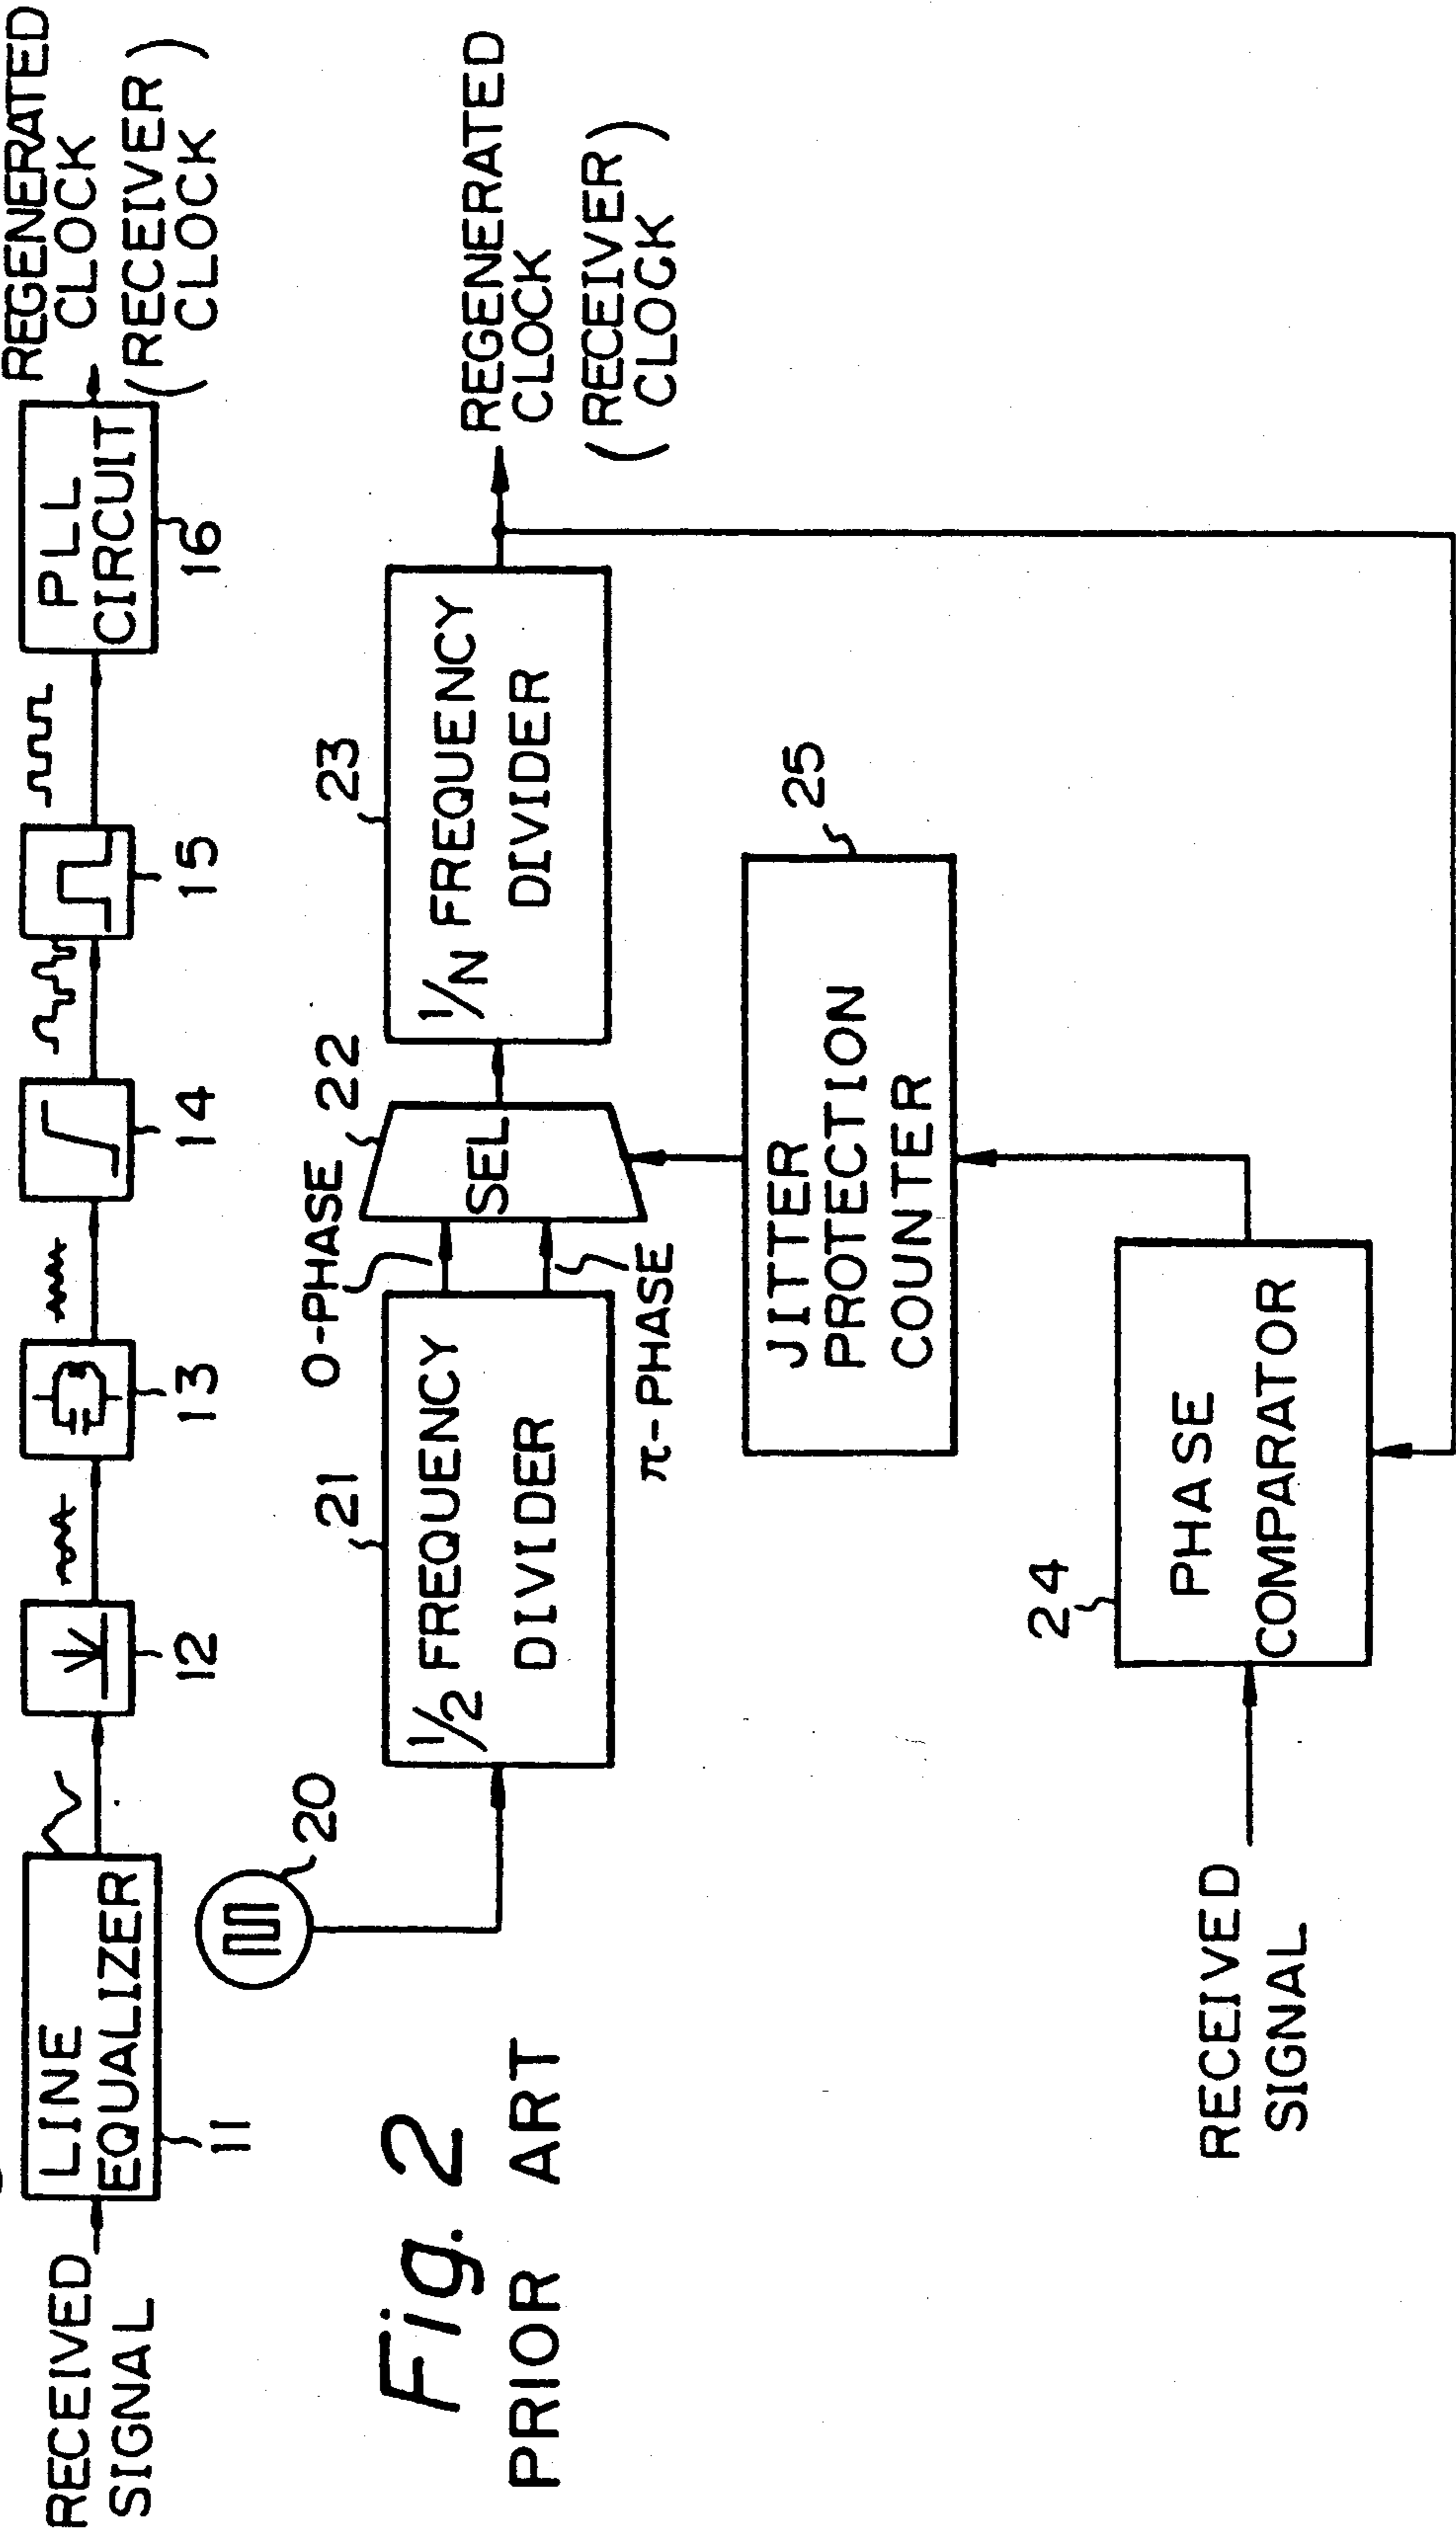 RECEIVED
SIGNAL
LINE
EQUALIZER
11
12
13
14
15
PLL
CIRCUIT
16
REGENERATED
CLOCK
(RECEIVER)
CLOCK
Fig. 2
PRIOR ART
20
21
1/2 FREQUENCY
DIVIDER
0-PHASE
π-PHASE
22
SEL
23
1/N FREQUENCY
DIVIDER
REGENERATED
CLOCK
(RECEIVER)
CLOCK
JITTER
PROTECTION
COUNTER
25
24
PHASE
COMPARATOR
RECEIVED
SIGNAL